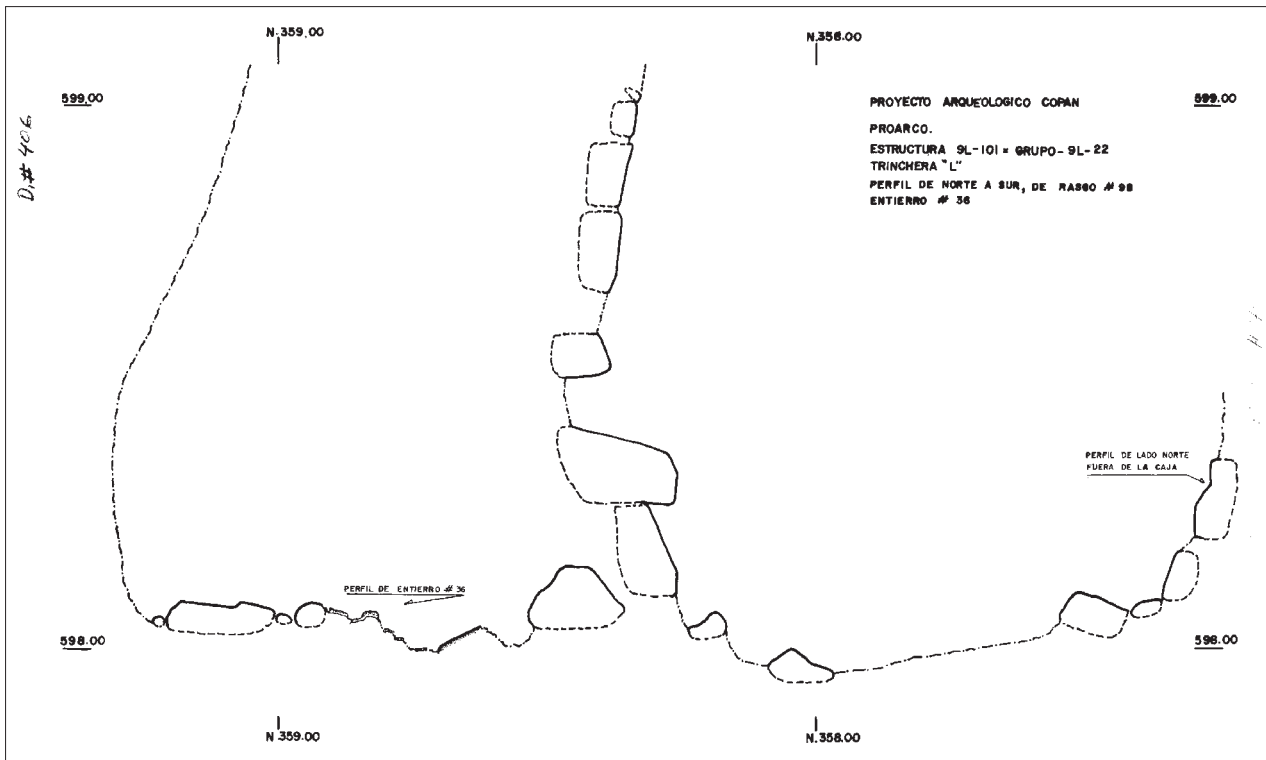 N.359.00
N.358.00
599.00
D.# 406
PROYECTO ARQUEOLOGICO COPAN
PROARCO.
ESTRUCTURA 9L-101 = GRUPO-9L-22
TRINCHERA "L"
PERFIL DE NORTE A SUR, DE RASGO # 98
ENTIERRO # 36
599.00
PERFIL DE LADO NORTE
FUERA DE LA CAJA
PERFIL DE ENTIERRO # 36
598.00
598.00
N.359.00
N.358.00